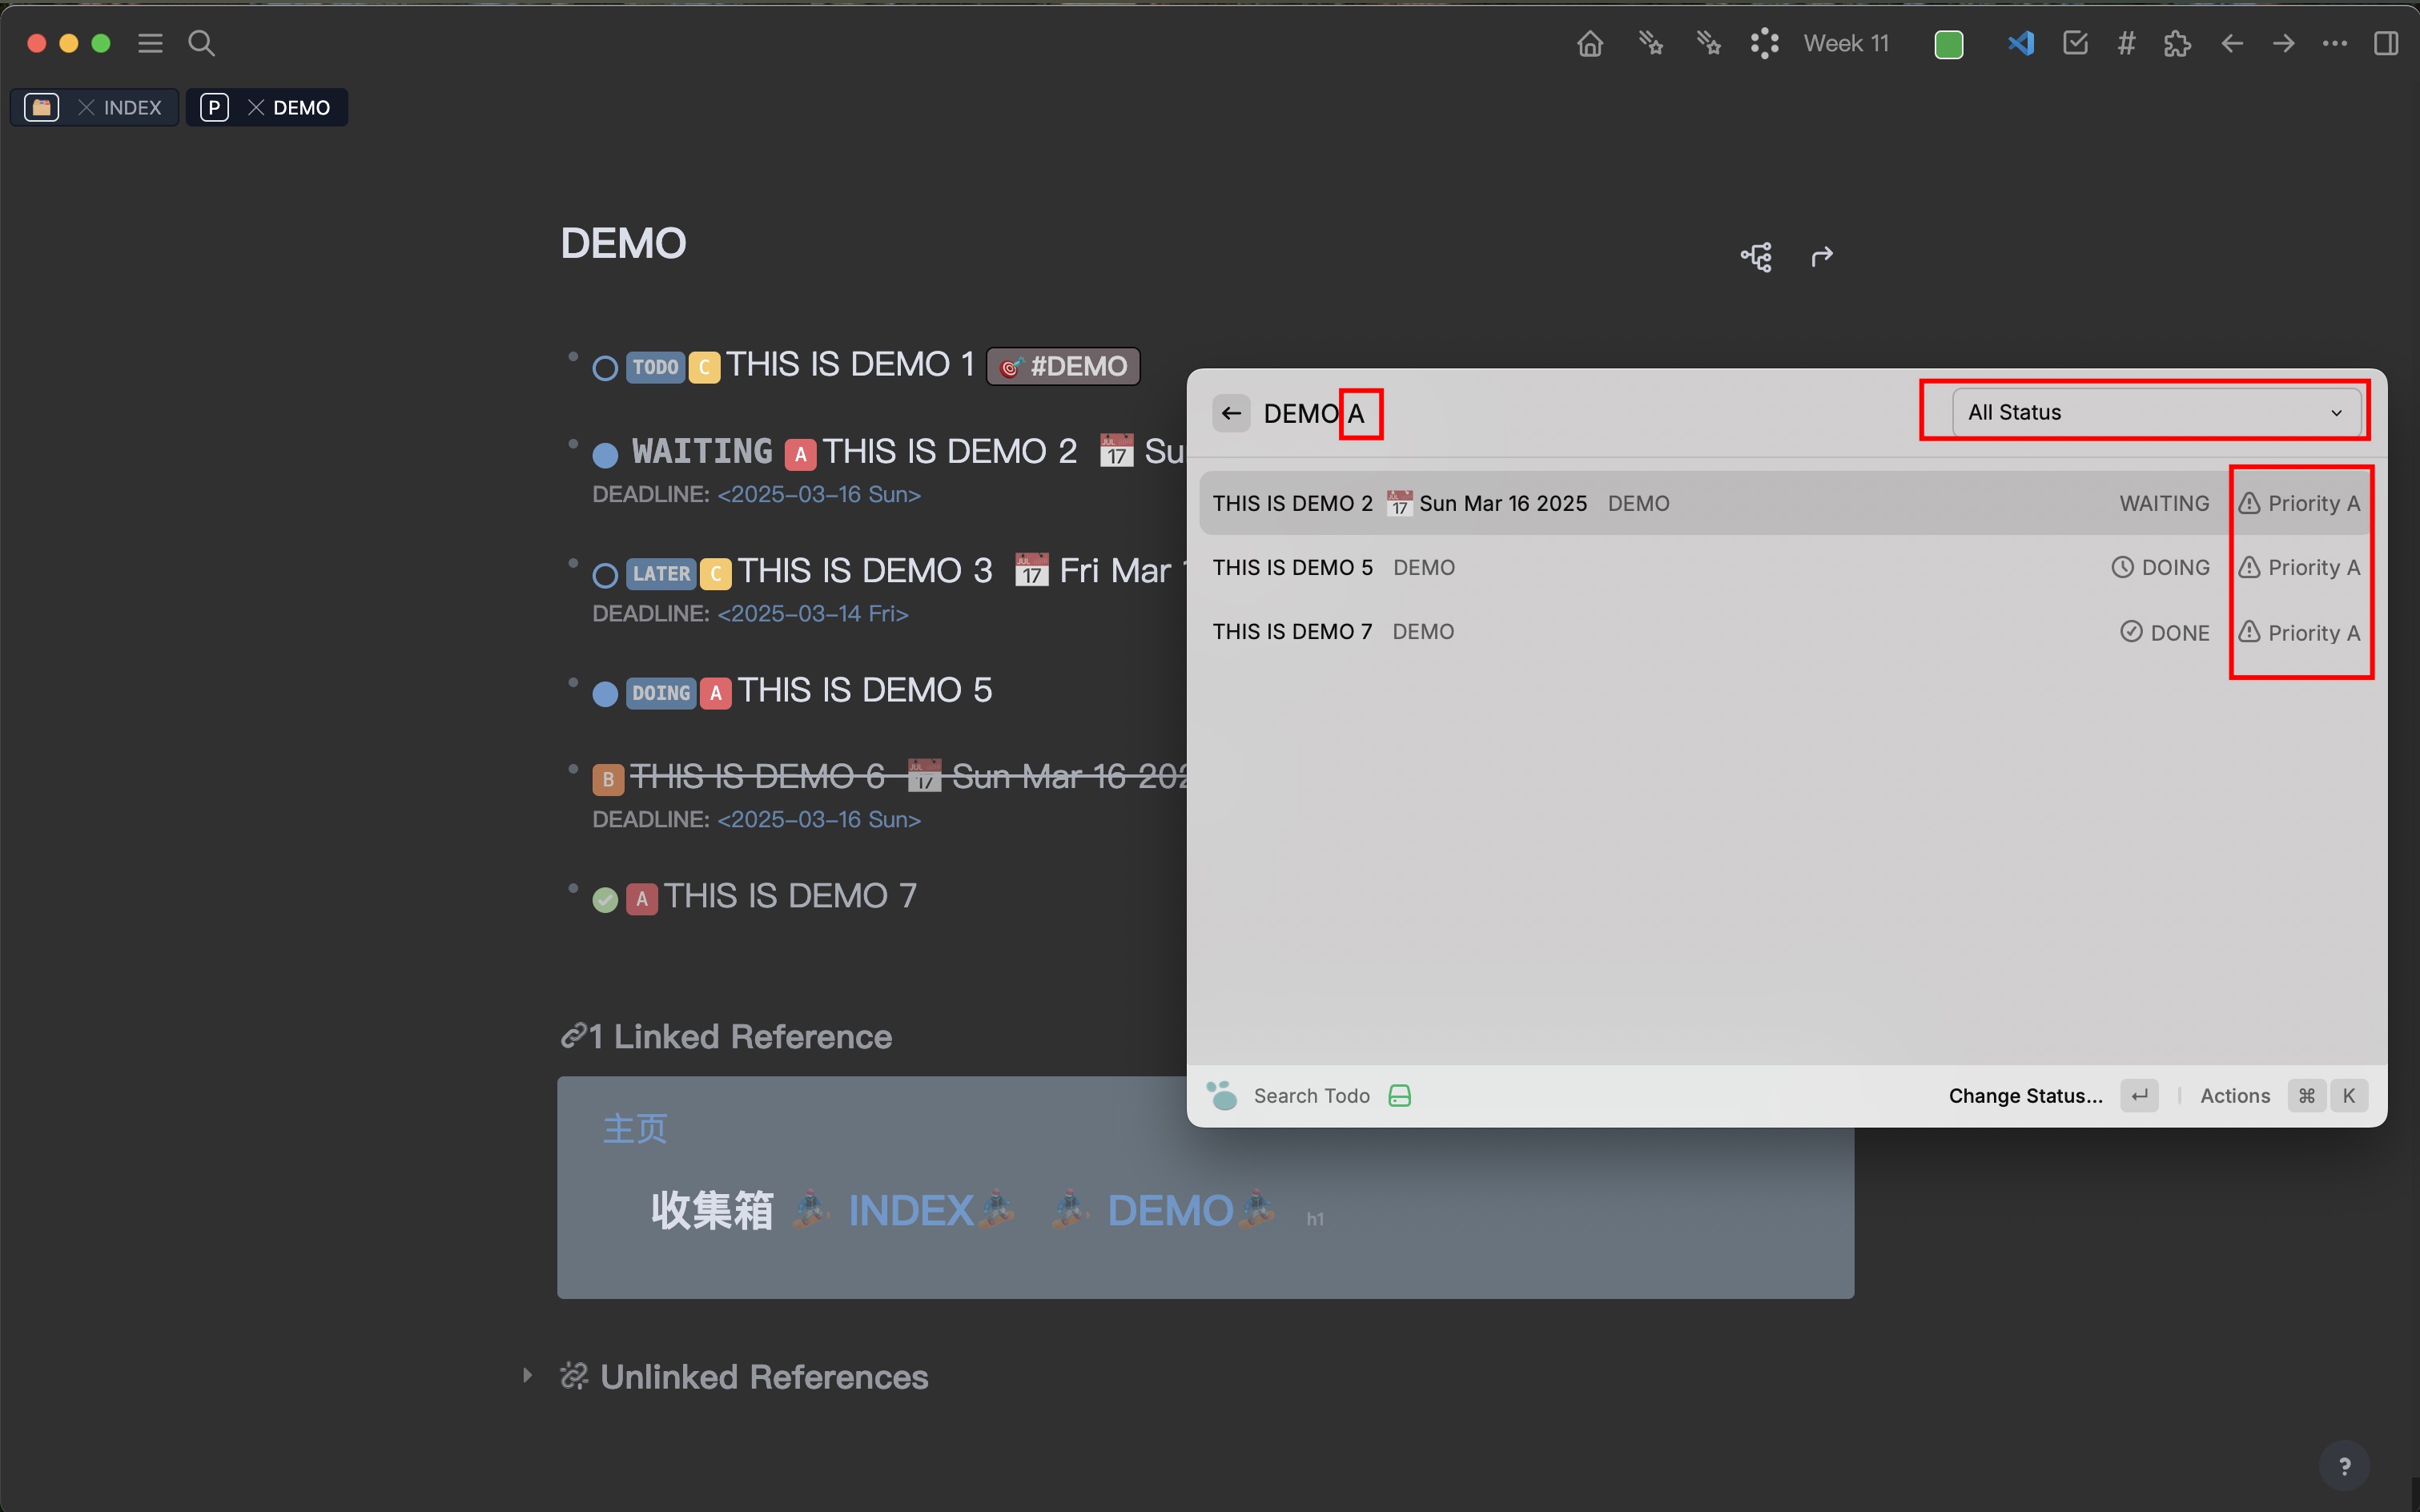 Week 11
INDEX
P DEMO
DEMO
TODO C THIS IS DEMO 1 🎯 #DEMO
WAITING A THIS IS DEMO 2 📅 Su
DEADLINE: <2025-03-16 Sun>
LATER C THIS IS DEMO 3 📅 Fri Mar
DEADLINE: <2025-03-14 Fri>
DOING A THIS IS DEMO 5
B THIS IS DEMO 6 📅 Sun Mar 16 202
DEADLINE: <2025-03-16 Sun>
A THIS IS DEMO 7
1 Linked Reference
主页
收集箱 🏂 INDEX🏂 🏂 DEMO🏂 h1
Unlinked References
DEMO A
All Status
THIS IS DEMO 2 📅 Sun Mar 16 2025 DEMO WAITING Priority A
THIS IS DEMO 5 DEMO DOING Priority A
THIS IS DEMO 7 DEMO DONE Priority A
Search Todo Change Status... ↵ Actions ⌘ K
?